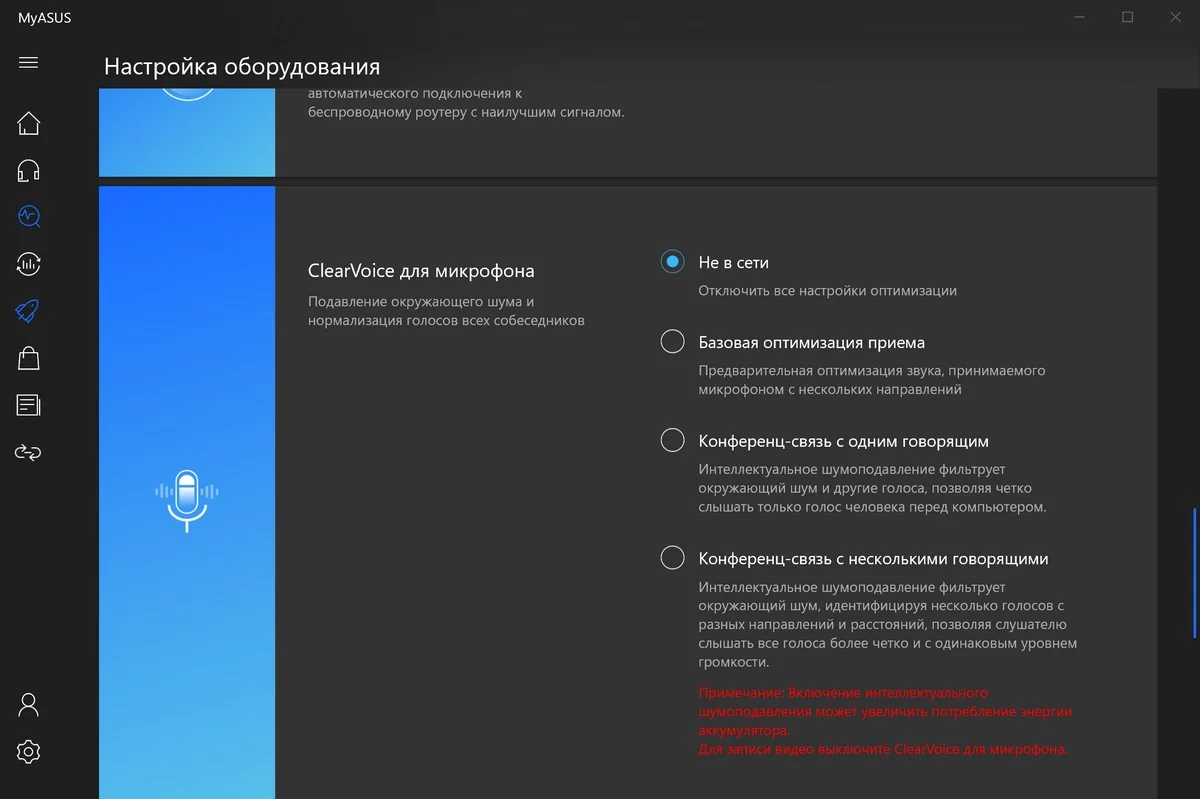 MyASUS
Настройка оборудования
автоматического подключения к
беспроводному роутеру с наилучшим сигналом.
ClearVoice для микрофона
Подавление окружающего шума и
нормализация голосов всех собеседников
Не в сети
Отключить все настройки оптимизации
Базовая оптимизация приема
Предварительная оптимизация звука, принимаемого
микрофоном с нескольких направлений
Конференц-связь с одним говорящим
Интеллектуальное шумоподавление фильтрует
окружающий шум и другие голоса, позволяя четко
слышать только голос человека перед компьютером.
Конференц-связь с несколькими говорящими
Интеллектуальное шумоподавление фильтрует
окружающий шум, идентифицируя несколько голосов с
разных направлений и расстояний, позволяя слушателю
слышать все голоса более четко и с одинаковым уровнем
громкости.
Примечание: Включение интеллектуального
шумоподавления может увеличить потребление энергии
аккумулятора.
Для записи видео выключите ClearVoice для микрофона.